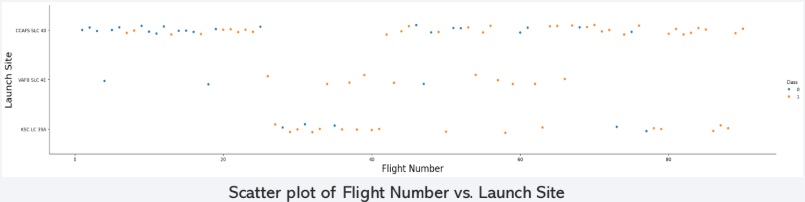 CCAFS SLC 40
VAFB SLC 4E
KSC LC 39A
Launch Site
0 20 40 60 80
Flight Number
Class
0
1
Scatter plot of Flight Number vs. Launch Site